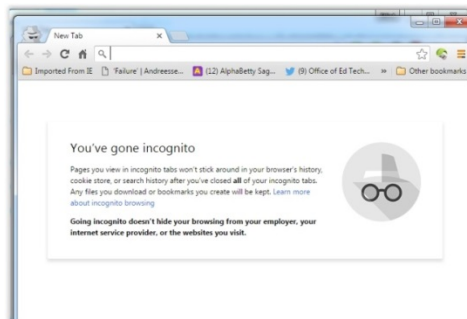 New Tab
Imported From IE 'Failure' | Andreesse... (12) AlphaBetty Sag... (9) Office of Ed Tech... » Other bookmarks
You've gone incognito
Pages you view in incognito tabs won't stick around in your browser's history,
cookie store, or search history after you've closed all of your incognito tabs.
Any files you download or bookmarks you create will be kept. Learn more
about incognito browsing
Going incognito doesn't hide your browsing from your employer, your
internet service provider, or the websites you visit.